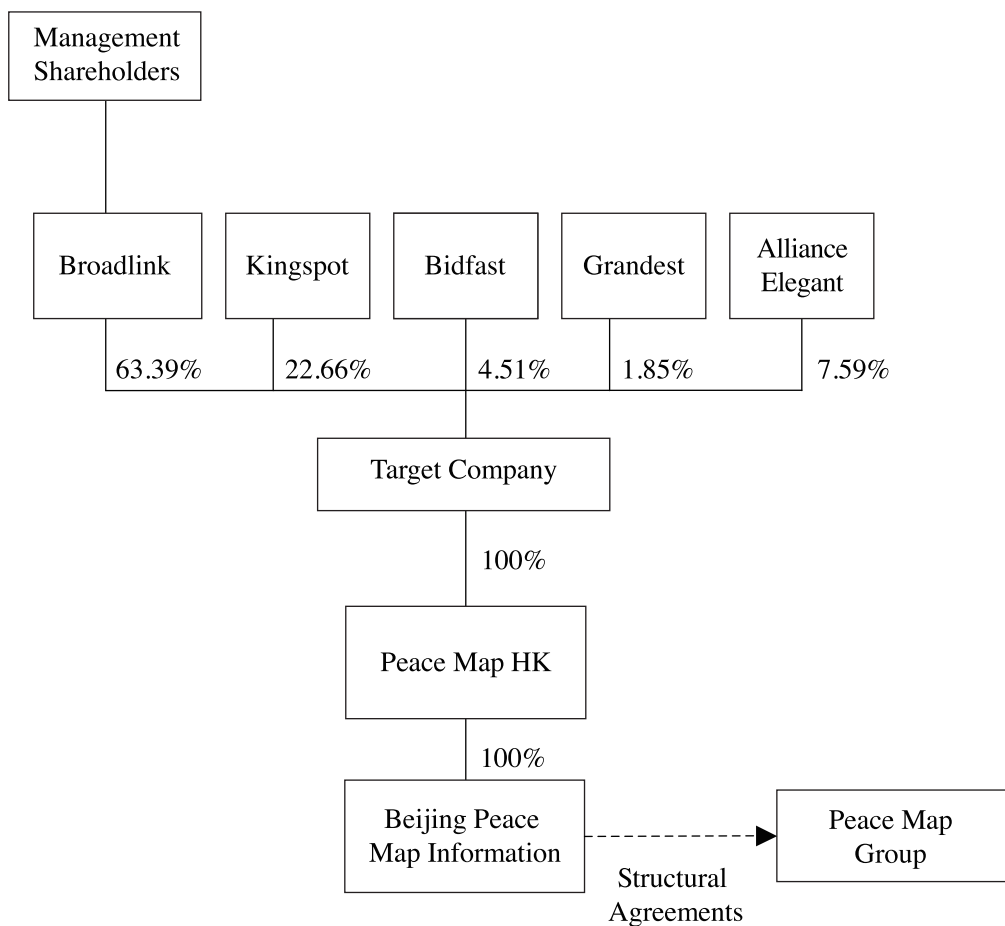 Management
Shareholders
Broadlink
Kingspot
Bidfast
Grandest
Alliance
Elegant
63.39%
22.66%
4.51%
1.85%
7.59%
Target Company
100%
Peace Map HK
100%
Beijing Peace
Map Information
Peace Map
Group
Structural
Agreements